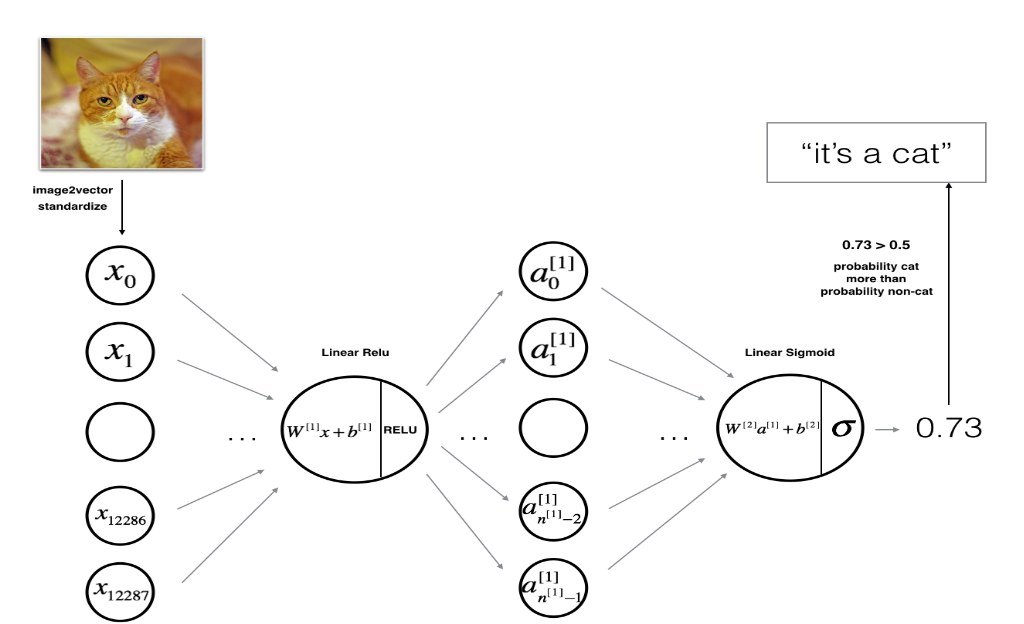 image2vector
standardize
x₀
x₁
x₁₂₂₈₆
x₁₂₂₈₇
. . .
Linear Relu
W^[1]x+b^[1]
RELU
. . .
a₀^[1]
a₁^[1]
a_{n^[1]−2}^[1]
a_{n^[1]−1}^[1]
. . .
Linear Sigmoid
W^[2]a^[1]+b^[2]
σ
0.73
0.73 > 0.5
probability cat
more than
probability non-cat
“it’s a cat”